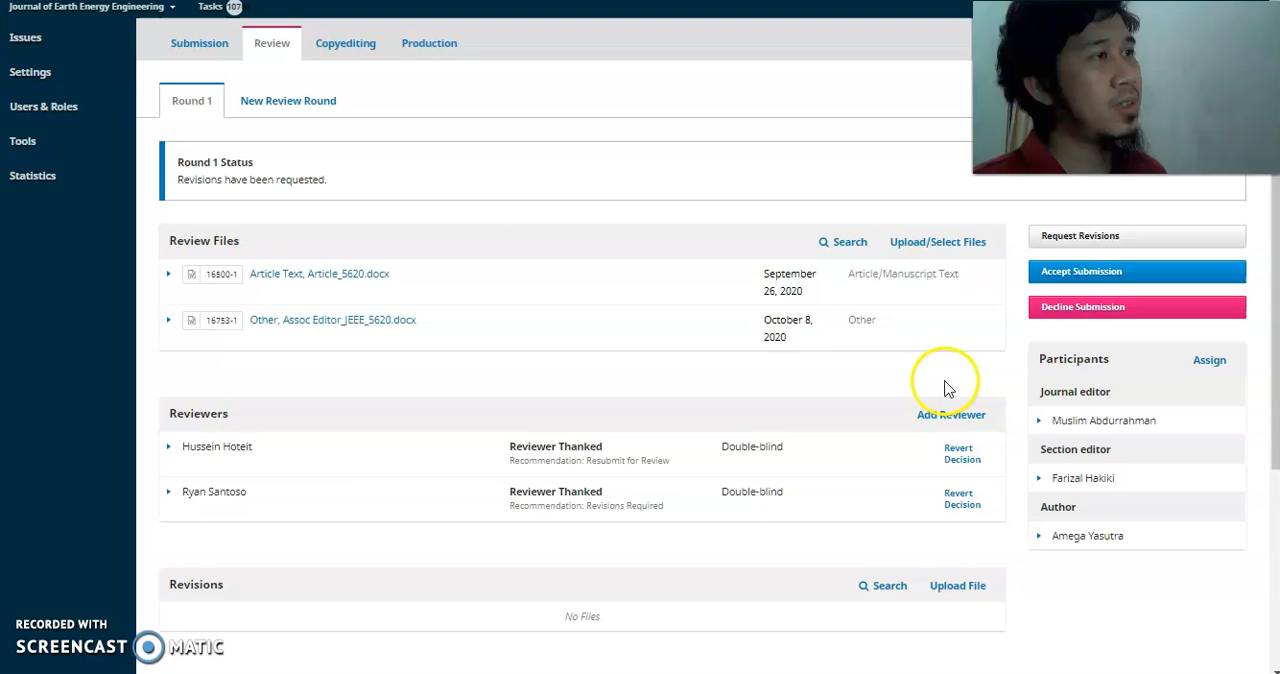 Journal of Earth Energy Engineering
Tasks 107
Issues
Settings
Users & Roles
Tools
Statistics
Submission
Review
Copyediting
Production
Round 1
New Review Round
Round 1 Status
Revisions have been requested.
Review Files
Search
Upload/Select Files
16800-1 Article Text, Article_5620.docx September 26, 2020 Article/Manuscript Text
16753-1 Other, Assoc Editor_JEEE_5620.docx October 8, 2020 Other
Request Revisions
Accept Submission
Decline Submission
Participants
Assign
Journal editor
Muslim Abdurrahman
Section editor
Farizal Hakiki
Author
Amega Yasutra
Reviewers
Add Reviewer
Hussein Hoteit
Reviewer Thanked
Recommendation: Resubmit for Review
Double-blind
Revert
Decision
Ryan Santoso
Reviewer Thanked
Recommendation: Revisions Required
Double-blind
Revert
Decision
Revisions
Search
Upload File
No Files
RECORDED WITH
SCREENCAST MATIC